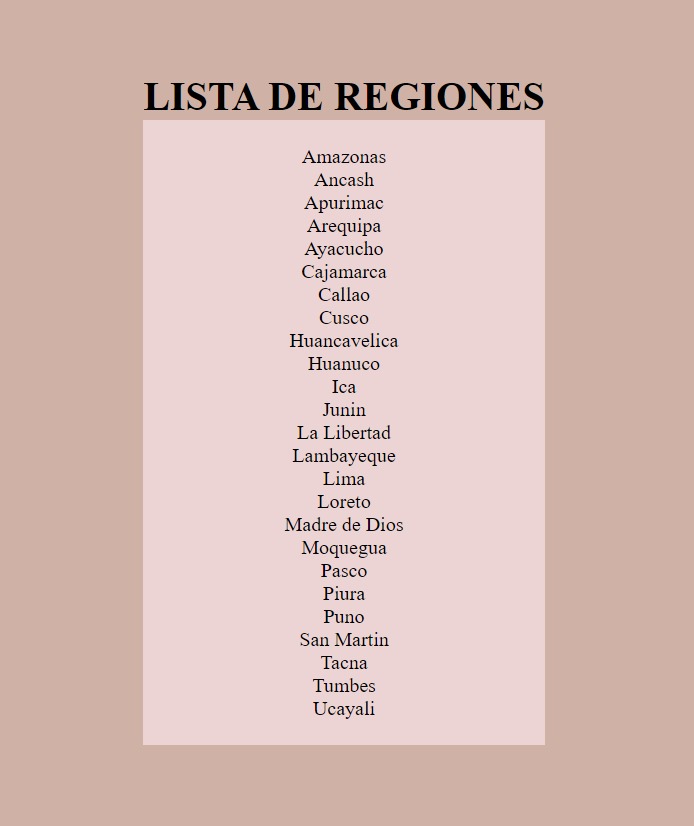 LISTA DE REGIONES
Amazonas
Ancash
Apurimac
Arequipa
Ayacucho
Cajamarca
Callao
Cusco
Huancavelica
Huanuco
Ica
Junin
La Libertad
Lambayeque
Lima
Loreto
Madre de Dios
Moquegua
Pasco
Piura
Puno
San Martin
Tacna
Tumbes
Ucayali